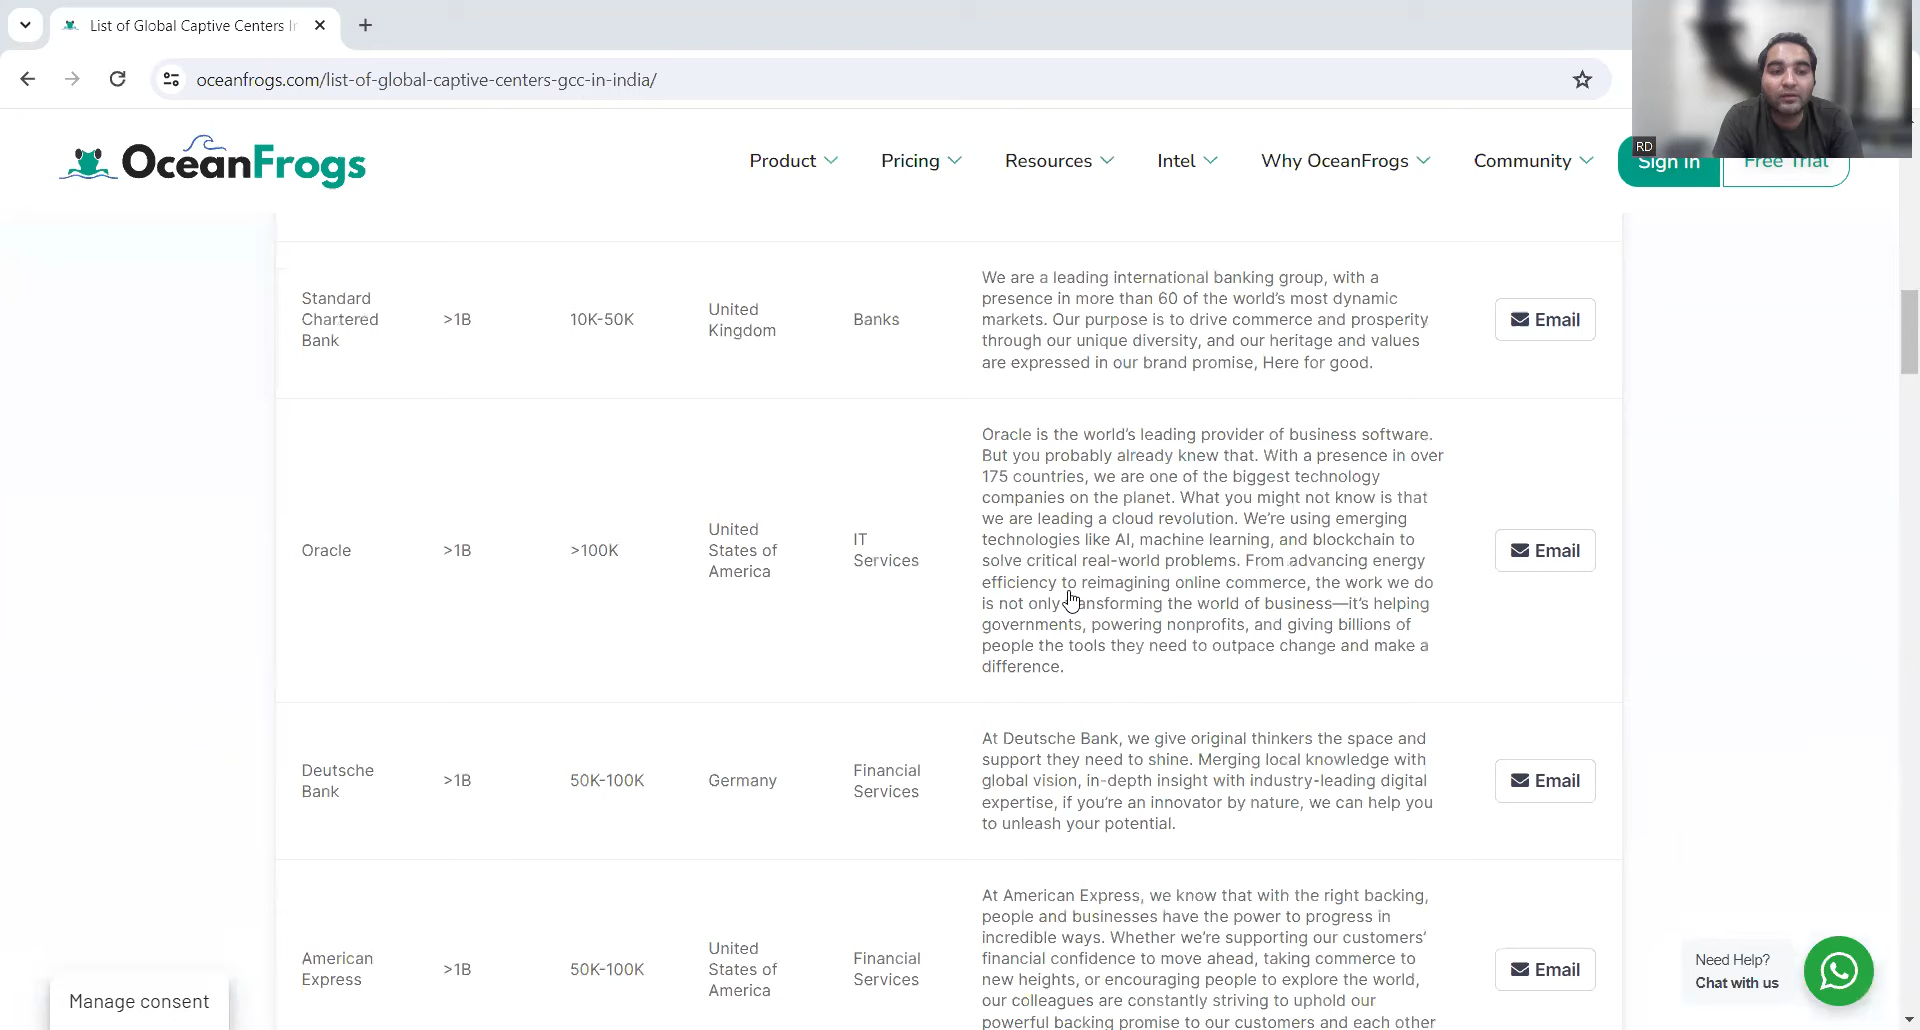 List of Global Captive Centers In
oceanfrogs.com/list-of-global-captive-centers-gcc-in-india/
RD
OceanFrogs
Product
Pricing
Resources
Intel
Why OceanFrogs
Community
Sign In
Free Trial
Standard
Chartered
Bank
>1B
10K-50K
United
Kingdom
Banks
We are a leading international banking group, with a
presence in more than 60 of the world's most dynamic
markets. Our purpose is to drive commerce and prosperity
through our unique diversity, and our heritage and values
are expressed in our brand promise, Here for good.
Email
Oracle
>1B
>100K
United
States of
America
IT
Services
Oracle is the world's leading provider of business software.
But you probably already knew that. With a presence in over
175 countries, we are one of the biggest technology
companies on the planet. What you might not know is that
we are leading a cloud revolution. We're using emerging
technologies like AI, machine learning, and blockchain to
solve critical real-world problems. From advancing energy
efficiency to reimagining online commerce, the work we do
is not only transforming the world of business—it's helping
governments, powering nonprofits, and giving billions of
people the tools they need to outpace change and make a
difference.
Email
Deutsche
Bank
>1B
50K-100K
Germany
Financial
Services
At Deutsche Bank, we give original thinkers the space and
support they need to shine. Merging local knowledge with
global vision, in-depth insight with industry-leading digital
expertise, if you're an innovator by nature, we can help you
to unleash your potential.
Email
American
Express
>1B
50K-100K
United
States of
America
Financial
Services
At American Express, we know that with the right backing,
people and businesses have the power to progress in
incredible ways. Whether we're supporting our customers'
financial confidence to move ahead, taking commerce to
new heights, or encouraging people to explore the world,
our colleagues are constantly striving to uphold our
powerful backing promise to our customers and each other
Email
Manage consent
Need Help?
Chat with us